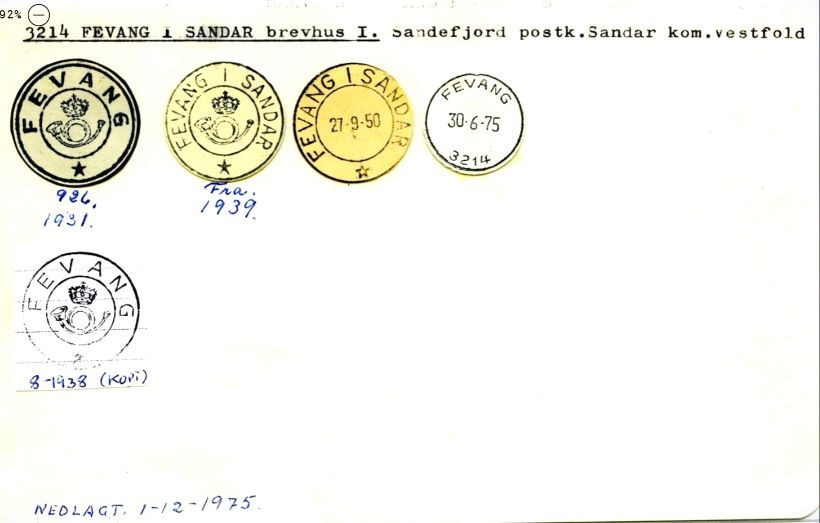 92%
3214 FEVANG i SANDAR brevhus I. Sandefjord postk.Sandar kom.Vestfold
FEVANG
FEVANG I SANDAR
FEVANG I SANDAR
27-9-50
FEVANG
30-6-75
3214
926.
1931.
Fra.
1939.
FEVANG
8-1938 (KOPI)
NEDLAGT. 1-12-1975.